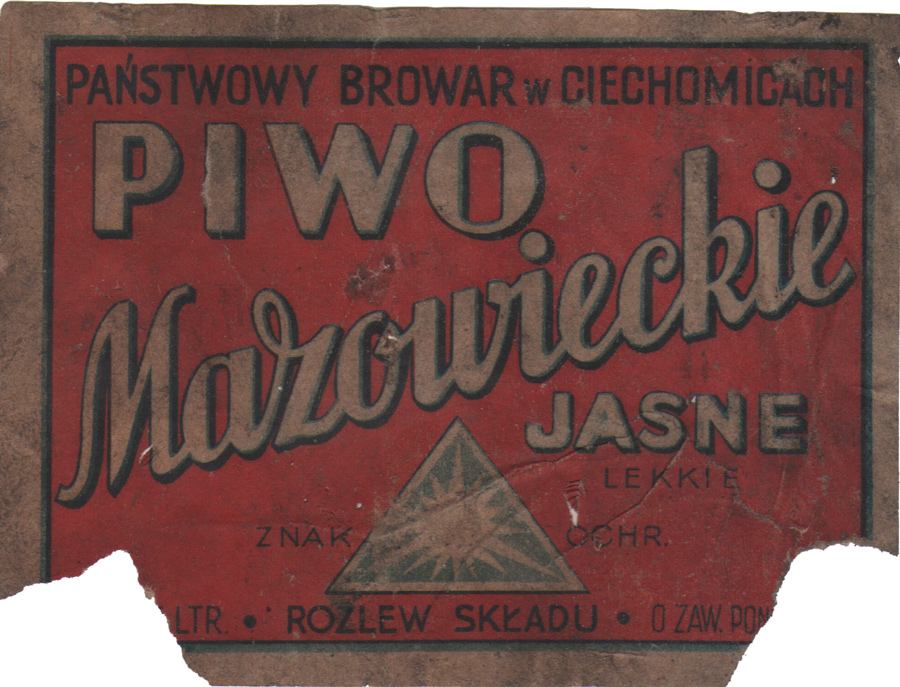 PAŃSTWOWY BROWAR w CIECHOMICACH
PIWO
Mazowieckie
JASNE
LEKKIE
ZNAK OCHR.
LTR. • ROZLEW SKŁADU • O ZAW.